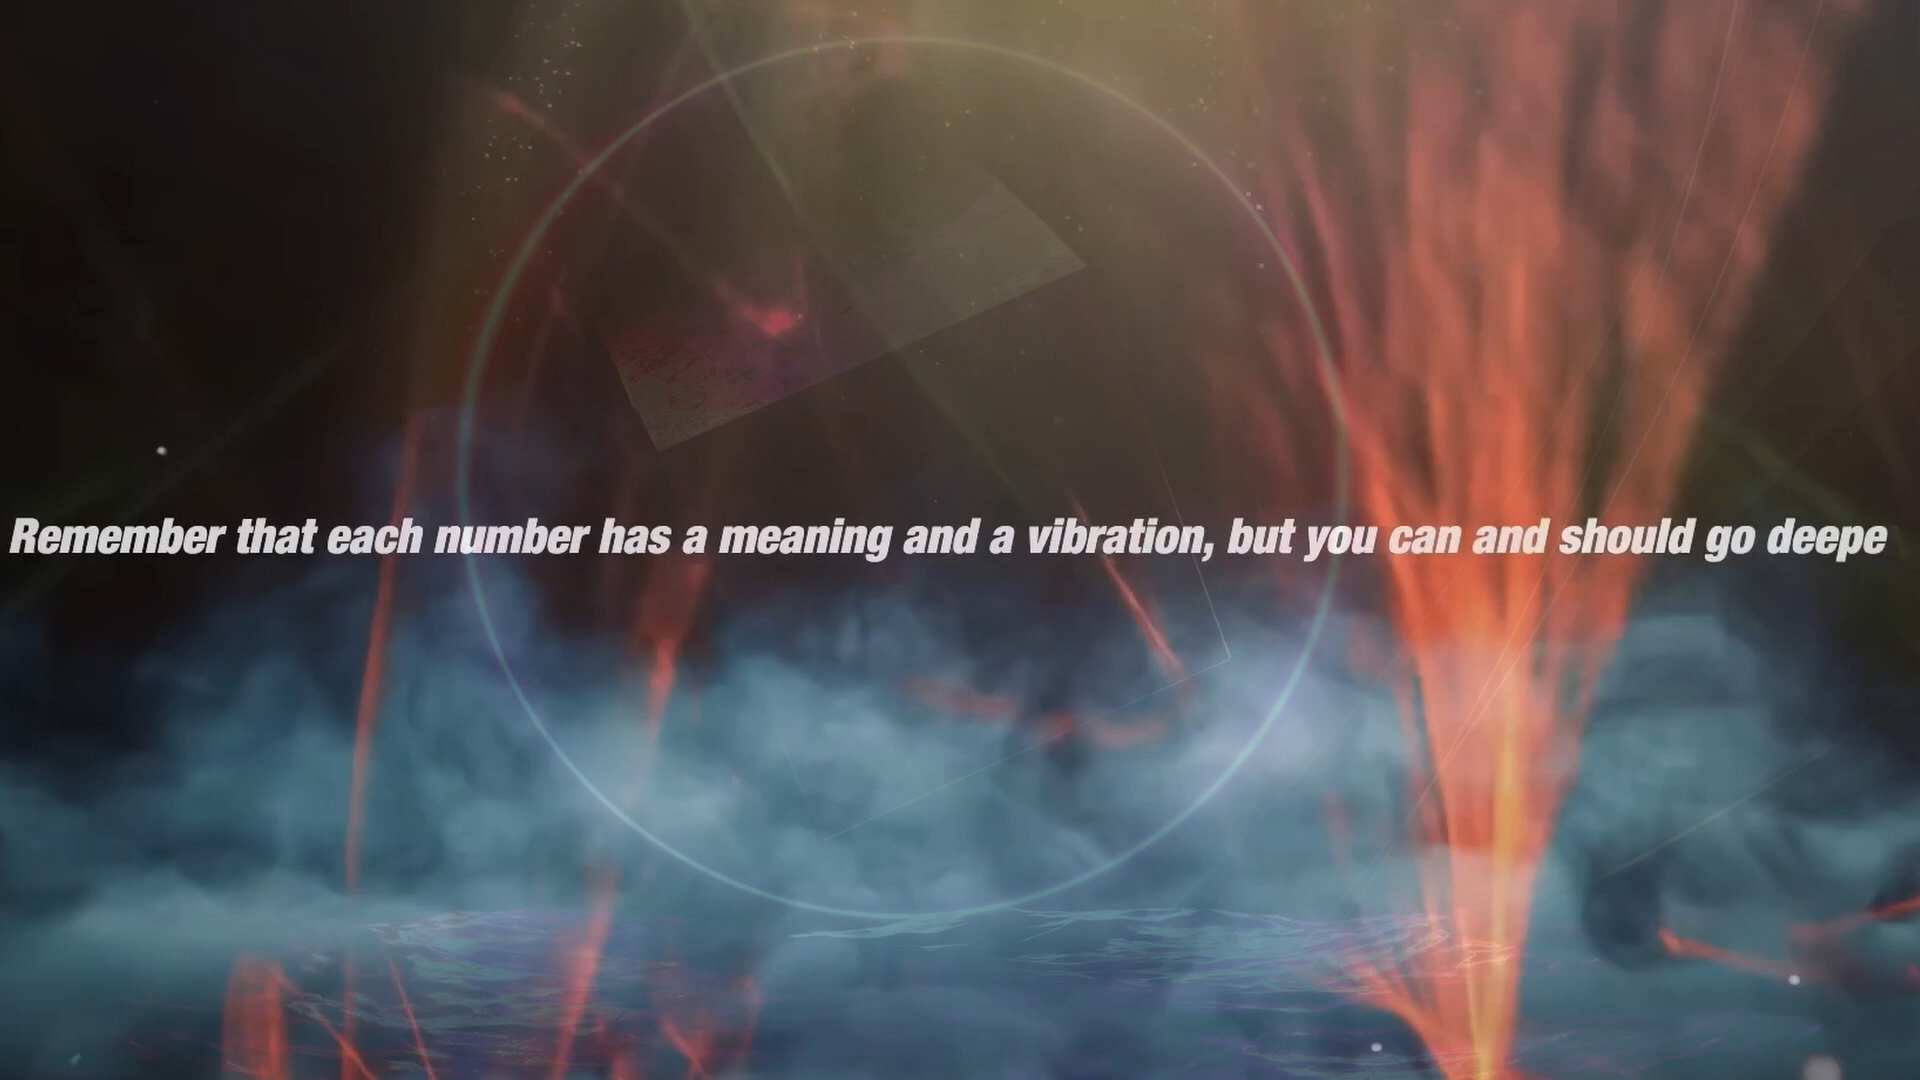 Remember that each number has a meaning and a vibration, but you can and should go deepe